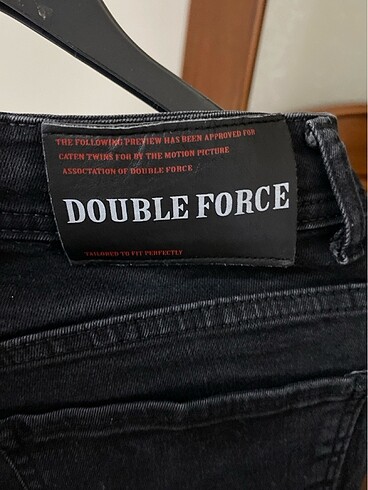 THE FOLLOWING PREVIEW HAS BEEN APPROVED FOR
CATEN TWINS FOR BY THE MOTION PICTURE
ASSOCTATION OF DOUBLE FORCE
DOUBLE FORCE
TAILORED TO FIT PERFECTLY